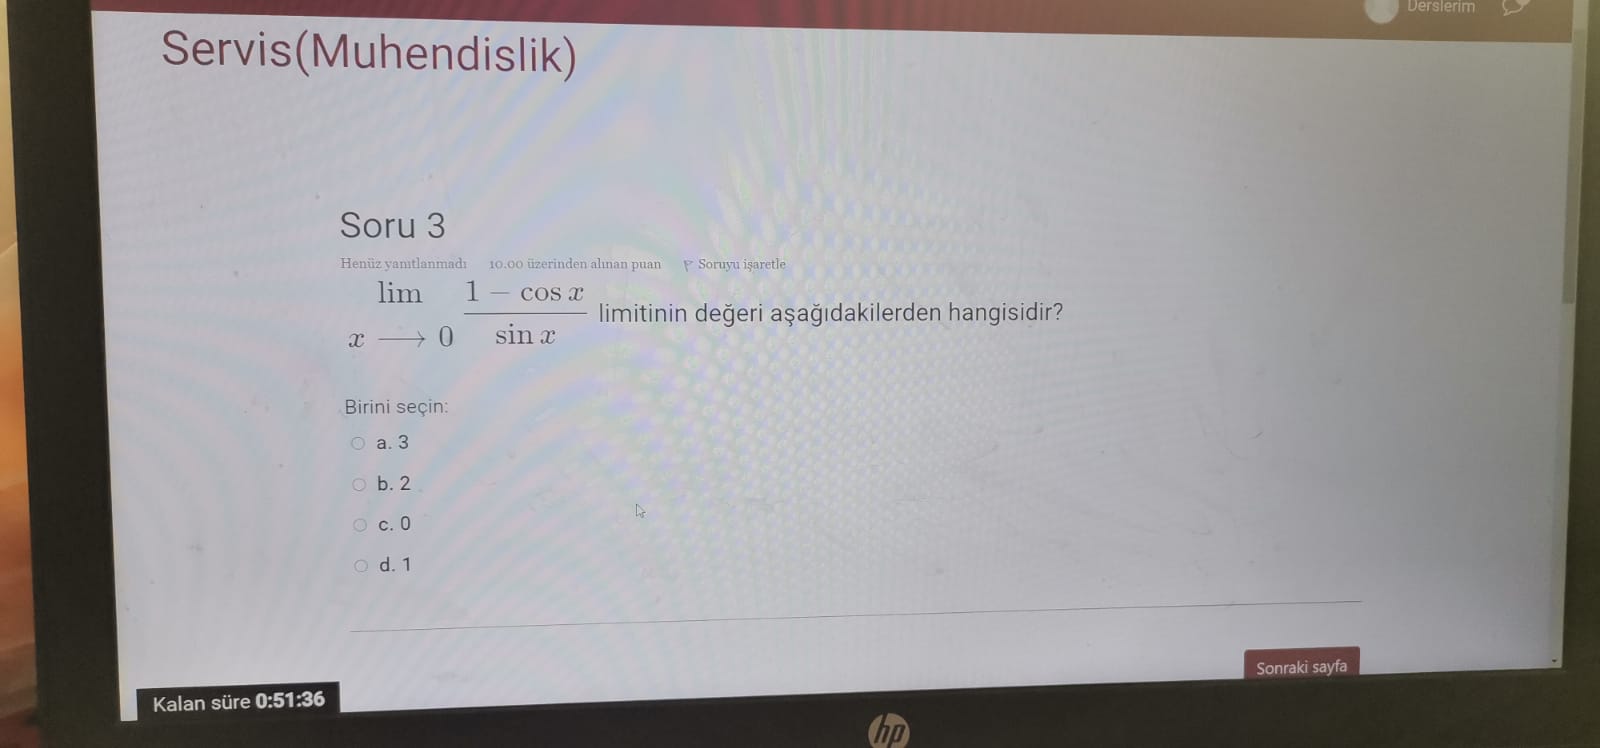 Derslerim
Servis(Muhendislik)
Soru 3
Henüz yanıtlanmadı 10.00 üzerinden alınan puan Soruyu işaretle
lim 1 − cos x
x ⟶ 0 sin x limitinin değeri aşağıdakilerden hangisidir?
Birini seçin:
a. 3
b. 2
c. 0
d. 1
Sonraki sayfa
Kalan süre 0:51:36
hp